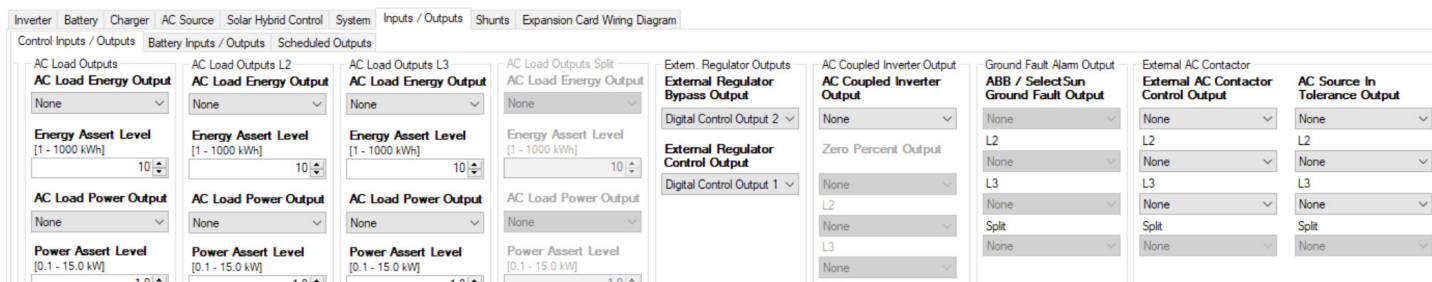 Inverter Battery Charger AC Source Solar Hybrid Control System Inputs / Outputs Shunts Expansion Card Wiring Diagram
Control Inputs / Outputs Battery Inputs / Outputs Scheduled Outputs
AC Load Outputs
AC Load Energy Output
None
Energy Assert Level
[1 - 1000 kWh]
10
AC Load Power Output
None
Power Assert Level
[0.1 - 15.0 kW]
1.0
AC Load Outputs L2
AC Load Energy Output
None
Energy Assert Level
[1 - 1000 kWh]
10
AC Load Power Output
None
Power Assert Level
[0.1 - 15.0 kW]
1.0
AC Load Outputs L3
AC Load Energy Output
None
Energy Assert Level
[1 - 1000 kWh]
10
AC Load Power Output
None
Power Assert Level
[0.1 - 15.0 kW]
1.0
AC Load Outputs Split
AC Load Energy Output
None
Energy Assert Level
[1 - 1000 kWh]
10
AC Load Power Output
None
Power Assert Level
[0.1 - 15.0 kW]
1.0
Extern. Regulator Outputs
External Regulator
Bypass Output
Digital Control Output 2
External Regulator
Control Output
Digital Control Output 1
AC Coupled Inverter Output
AC Coupled Inverter
Output
None
Zero Percent Output
None
L2
None
L3
None
Ground Fault Alarm Output
ABB / SelectSun
Ground Fault Output
None
L2
None
L3
None
Split
None
External AC Contactor
External AC Contactor
Control Output
None
L2
None
L3
None
Split
None
AC Source In
Tolerance Output
None
L2
None
L3
None
Split
None